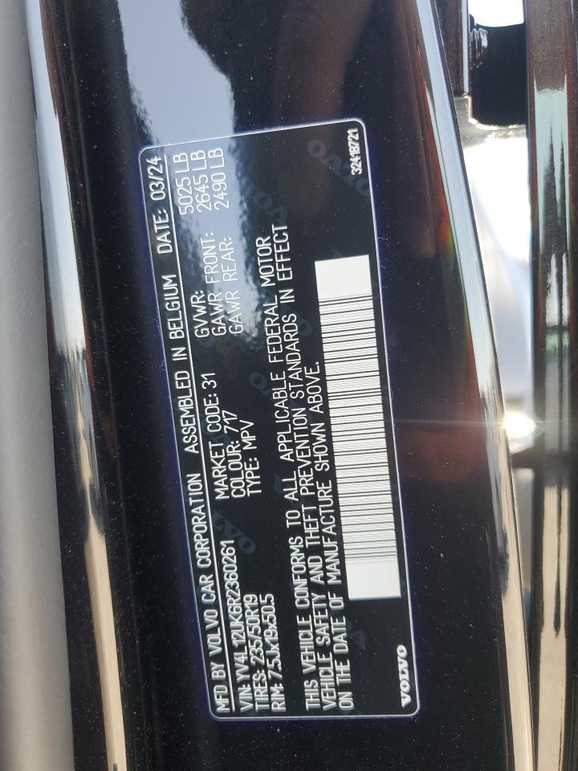 MFD BY VOLVO CAR CORPORATION ASSEMBLED IN BELGIUM DATE: 03/24
VIN: YV4L12UK6R2360261 MARKET CODE: 31 GVWR: 5025 LB
TIRES: 235/50R19 COLOUR: 717 GAWR FRONT: 2645 LB
RIM: 7.5Jx19x50.5 TYPE: MPV GAWR REAR: 2490 LB
THIS VEHICLE CONFORMS TO ALL APPLICABLE FEDERAL MOTOR
VEHICLE SAFETY AND THEFT PREVENTION STANDARDS IN EFFECT
ON THE DATE OF MANUFACTURE SHOWN ABOVE.
VOLVO 32418721